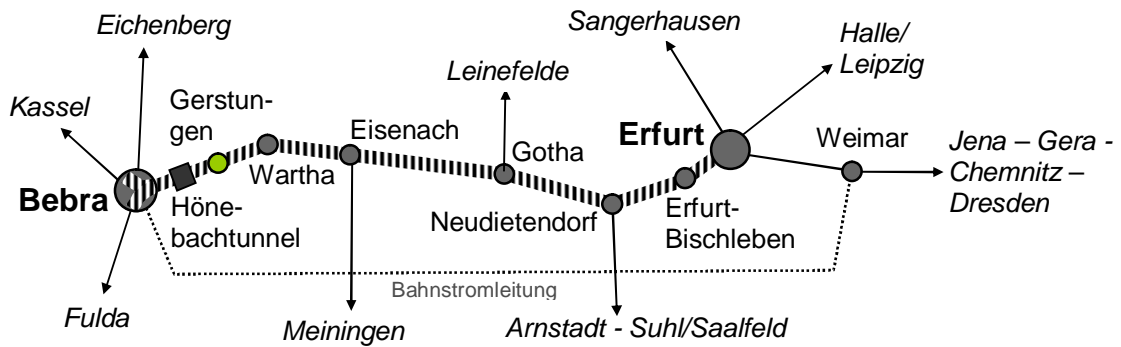 Eichenberg
Sangerhausen
Halle/
Leipzig
Leinefelde
Kassel
Gerstun-
gen
Eisenach
Erfurt
Weimar
Jena – Gera -
Chemnitz –
Dresden
Gotha
Wartha
Bebra
Höne-
bachtunnel
Neudietendorf
Erfurt-
Bischleben
Bahnstromleitung
Fulda
Meiningen
Arnstadt - Suhl/Saalfeld